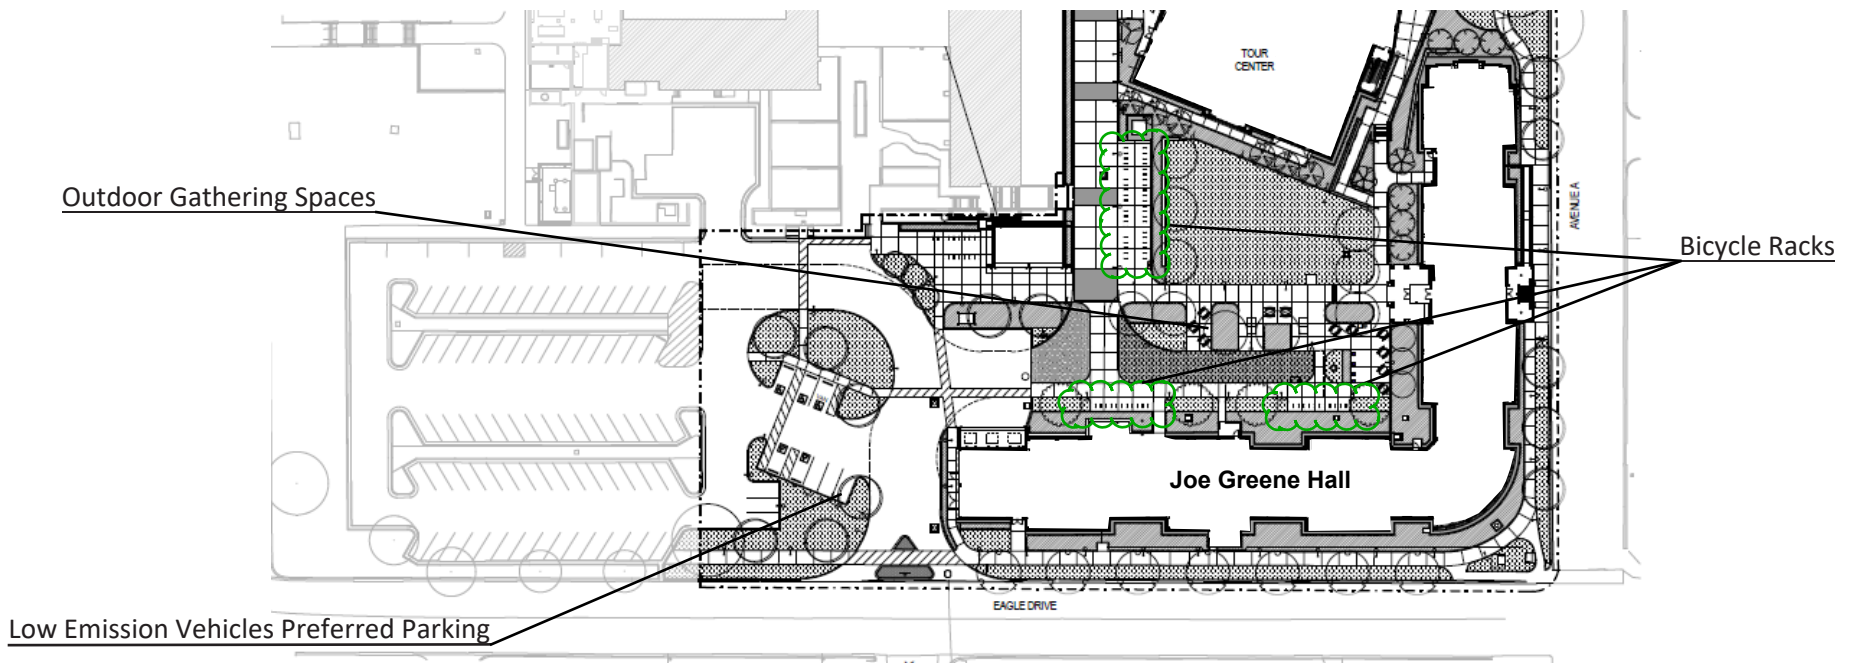 TOUR
CENTER
Outdoor Gathering Spaces
AVENUE A
Bicycle Racks
Joe Greene Hall
EAGLE DRIVE
Low Emission Vehicles Preferred Parking